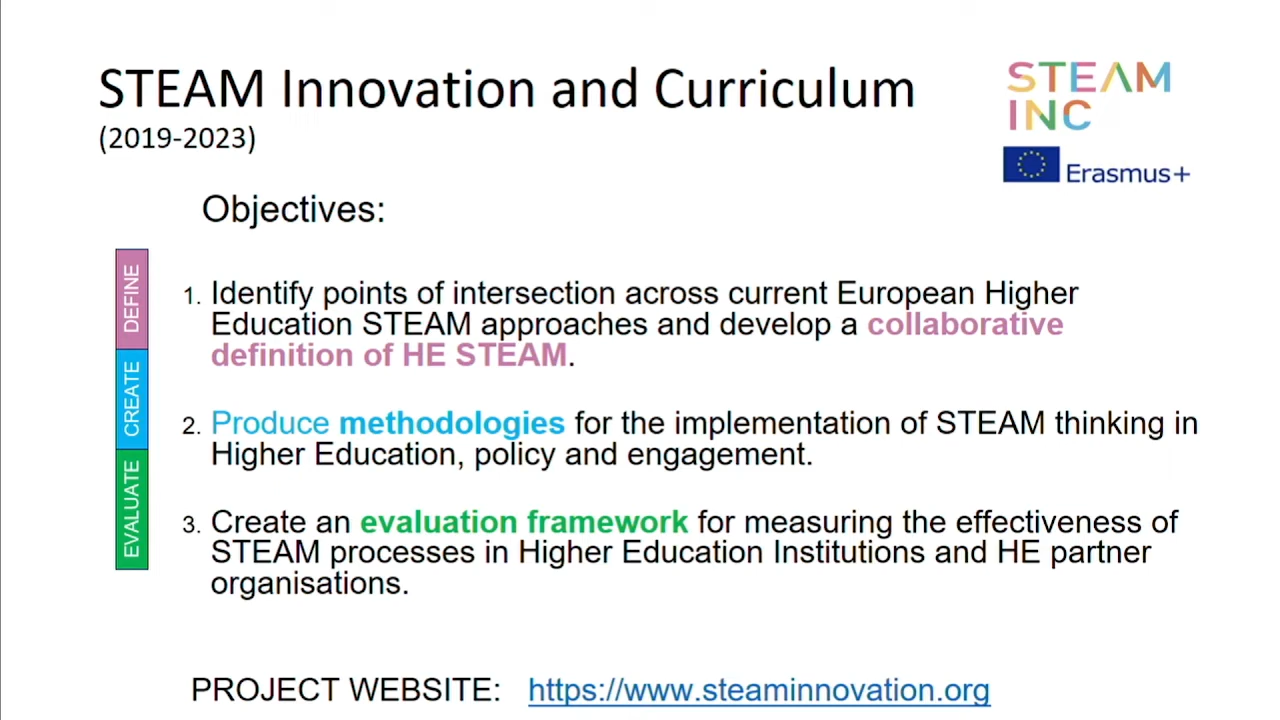 STEAM Innovation and Curriculum
(2019-2023)
STEAM
INC
Erasmus+
Objectives:
DEFINE
1. Identify points of intersection across current European Higher
Education STEAM approaches and develop a collaborative
definition of HE STEAM.
CREATE
2. Produce methodologies for the implementation of STEAM thinking in
Higher Education, policy and engagement.
EVALUATE
3. Create an evaluation framework for measuring the effectiveness of
STEAM processes in Higher Education Institutions and HE partner
organisations.
PROJECT WEBSITE: https://www.steaminnovation.org